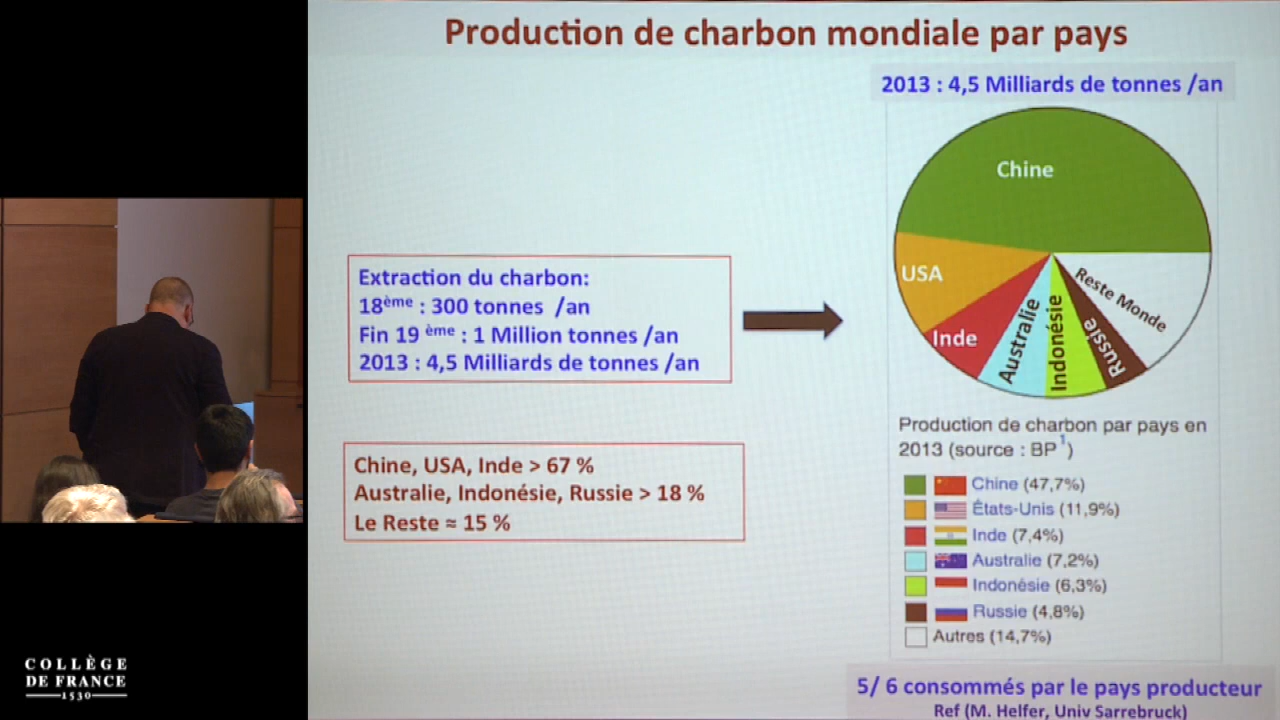 Production de charbon mondiale par pays
2013 : 4,5 Milliards de tonnes /an
Chine
USA
Inde
Australie
Indonésie
Russie
Reste Monde
Extraction du charbon:
18ème : 300 tonnes /an
Fin 19 ème : 1 Million tonnes /an
2013 : 4,5 Milliards de tonnes /an
Chine, USA, Inde > 67 %
Australie, Indonésie, Russie > 18 %
Le Reste ≈ 15 %
Production de charbon par pays en
2013 (source : BP1)
Chine (47,7%)
États-Unis (11,9%)
Inde (7,4%)
Australie (7,2%)
Indonésie (6,3%)
Russie (4,8%)
Autres (14,7%)
5/ 6 consommés par le pays producteur
Ref (M. Helfer, Univ Sarrebruck)
COLLÈGE
DE FRANCE
1530